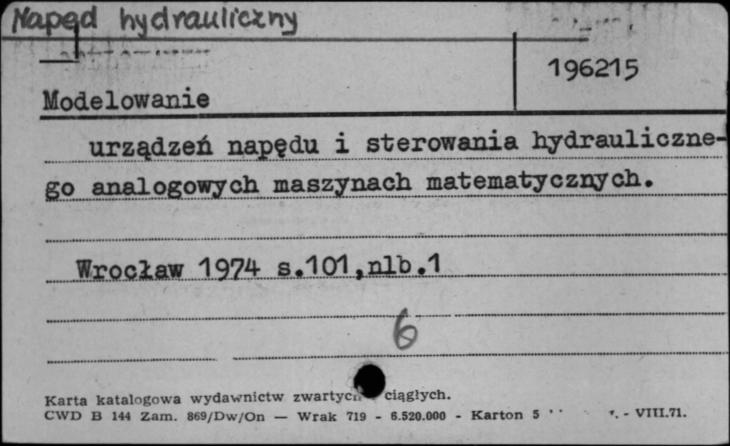 Napęd hydrauliczny
196215
Modelowanie
urządzeń napędu i sterowania hydrauliczne-
go analogowych maszynach matematycznych.
Wrocław 1974 s.101,nlb.1
6
Karta katalogowa wydawnictw zwartych ciągłych.
CWD B 144 Zam. 869/Dw/On — Wrak 719 - 6.520.000 - Karton 5 - VIII.71.